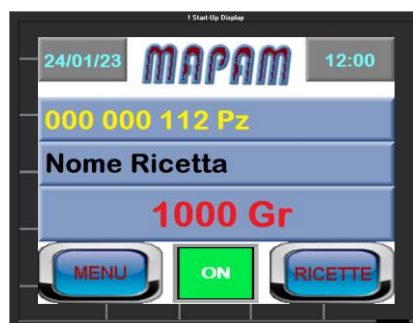 ! Start-Up Display
24/01/23 MAPAM 12:00
000 000 112 Pz
Nome Ricetta
1000 Gr
MENU ON RICETTE